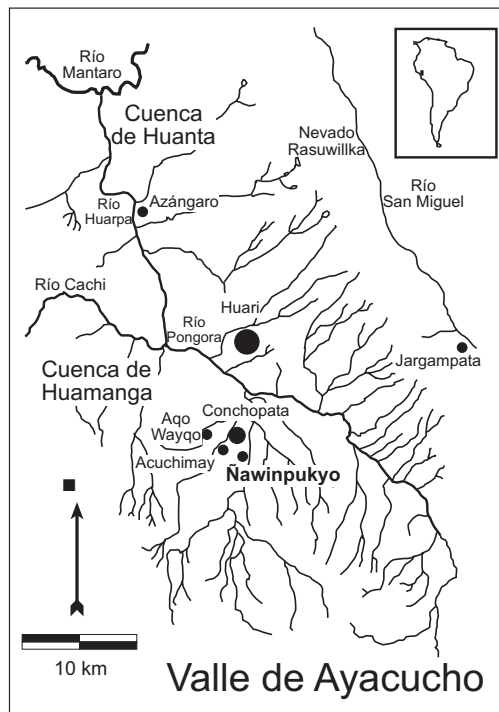 Río
Mantaro
Cuenca
de Huanta
Nevado
Rasuwillka
Río
San Miguel
Río
Huarpa
Azángaro
Río Cachi
Huari
Río
Pongora
Jargampata
Cuenca de
Huamanga
Conchopata
Aqo
Wayqo
Acuchimay
Ñawinpukyo
10 km
Valle de Ayacucho